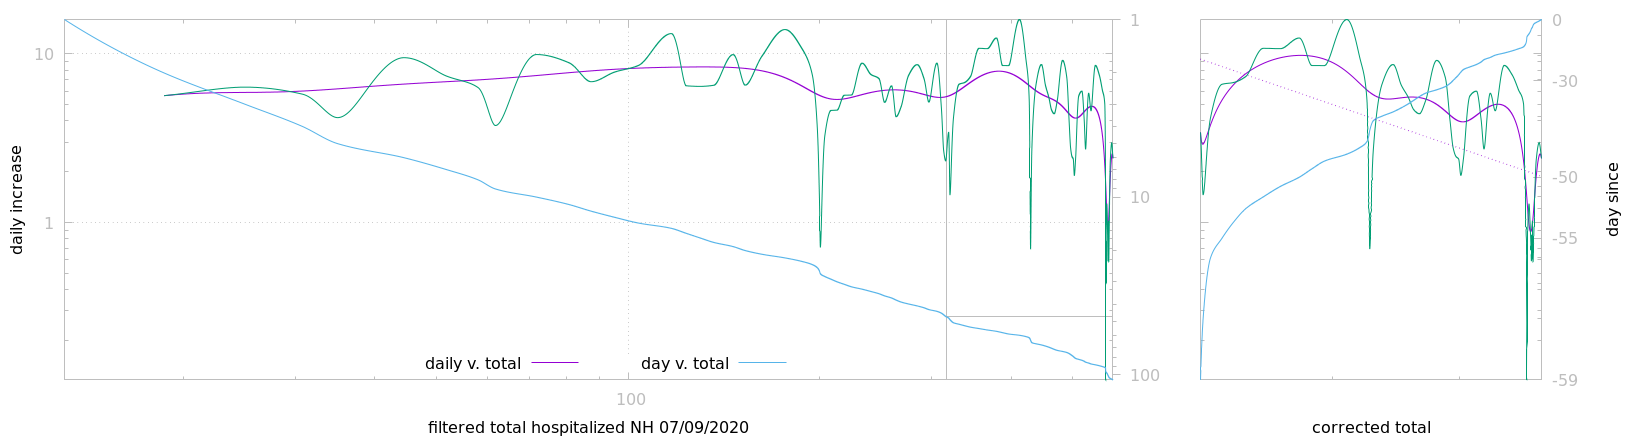 10
1
daily increase
daily v. total
day v. total
100
filtered total hospitalized NH 07/09/2020
1
10
100
0
-30
-50
-55
-59
day since
corrected total